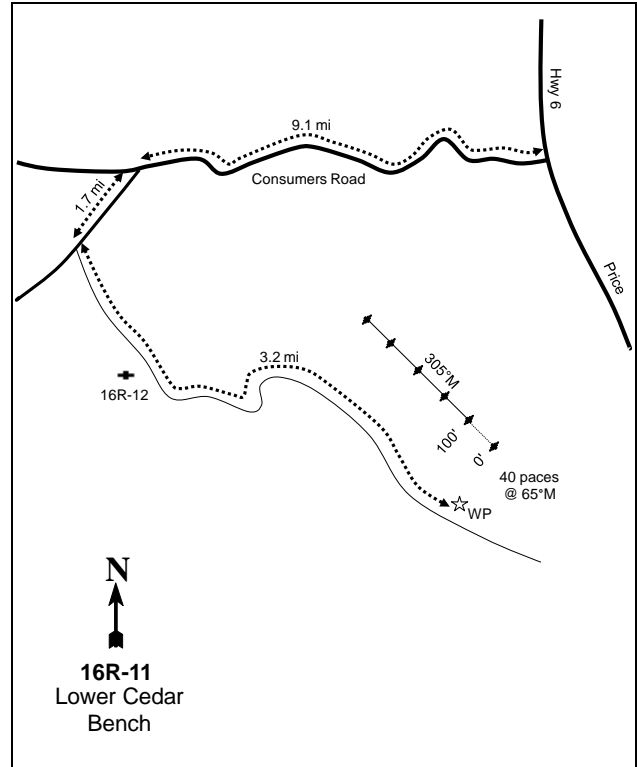 Hwy 6
9.1 mi
Consumers Road
1.7 mi
Price
3.2 mi
305°M
16R-12
100'
0'
40 paces
@ 65°M
WP
N
16R-11
Lower Cedar
Bench